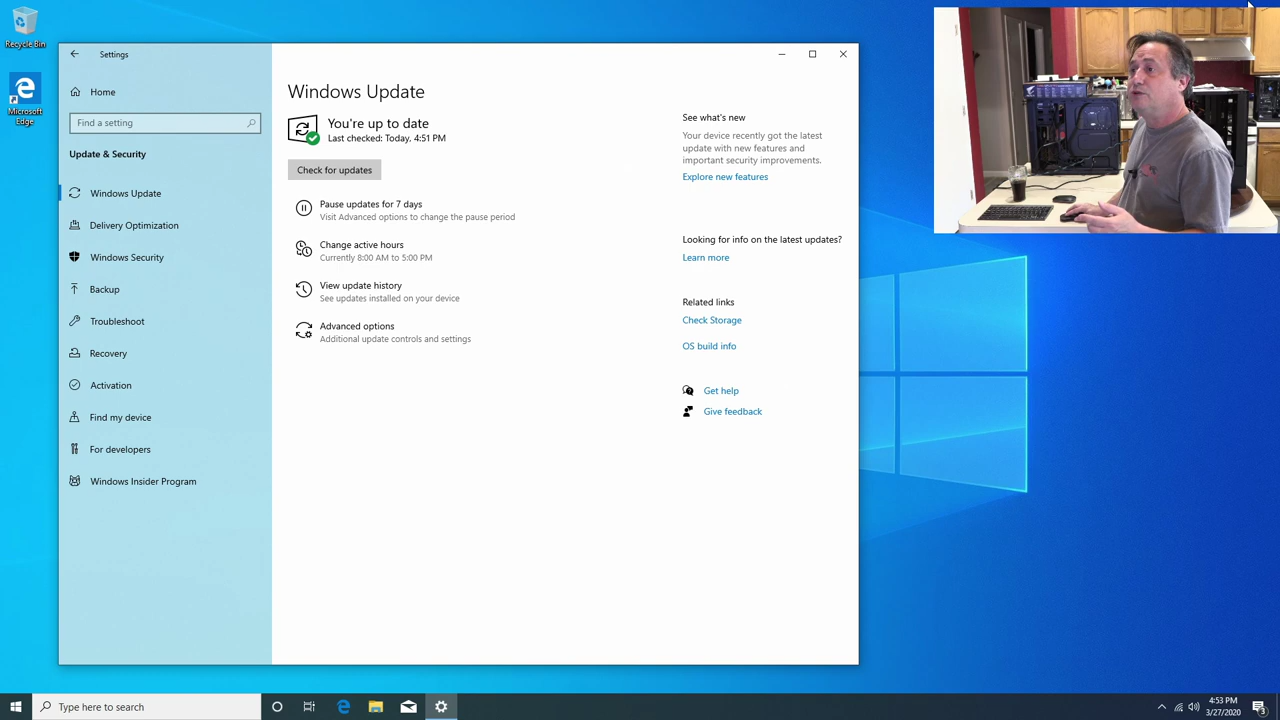 Recycle Bin
Microsoft
Edge
Settings
Home
Find a setting
Update & Security
Windows Update
Delivery Optimization
Windows Security
Backup
Troubleshoot
Recovery
Activation
Find my device
For developers
Windows Insider Program
Windows Update
You're up to date
Last checked: Today, 4:51 PM
Check for updates
Pause updates for 7 days
Visit Advanced options to change the pause period
Change active hours
Currently 8:00 AM to 5:00 PM
View update history
See updates installed on your device
Advanced options
Additional update controls and settings
See what's new
Your device recently got the latest
update with new features and
important security improvements.
Explore new features
Looking for info on the latest updates?
Learn more
Related links
Check Storage
OS build info
Get help
Give feedback
Type here to search
4:53 PM
3/27/2020
3